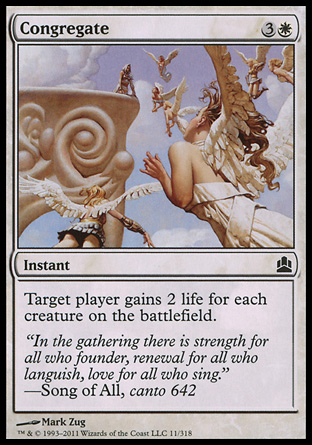 Congregate 3
Instant
Target player gains 2 life for each
creature on the battlefield.
“In the gathering there is strength for
all who founder, renewal for all who
languish, love for all who sing.”
—Song of All, canto 642
Mark Zug
™ & © 1993–2011 Wizards of the Coast LLC 11/318